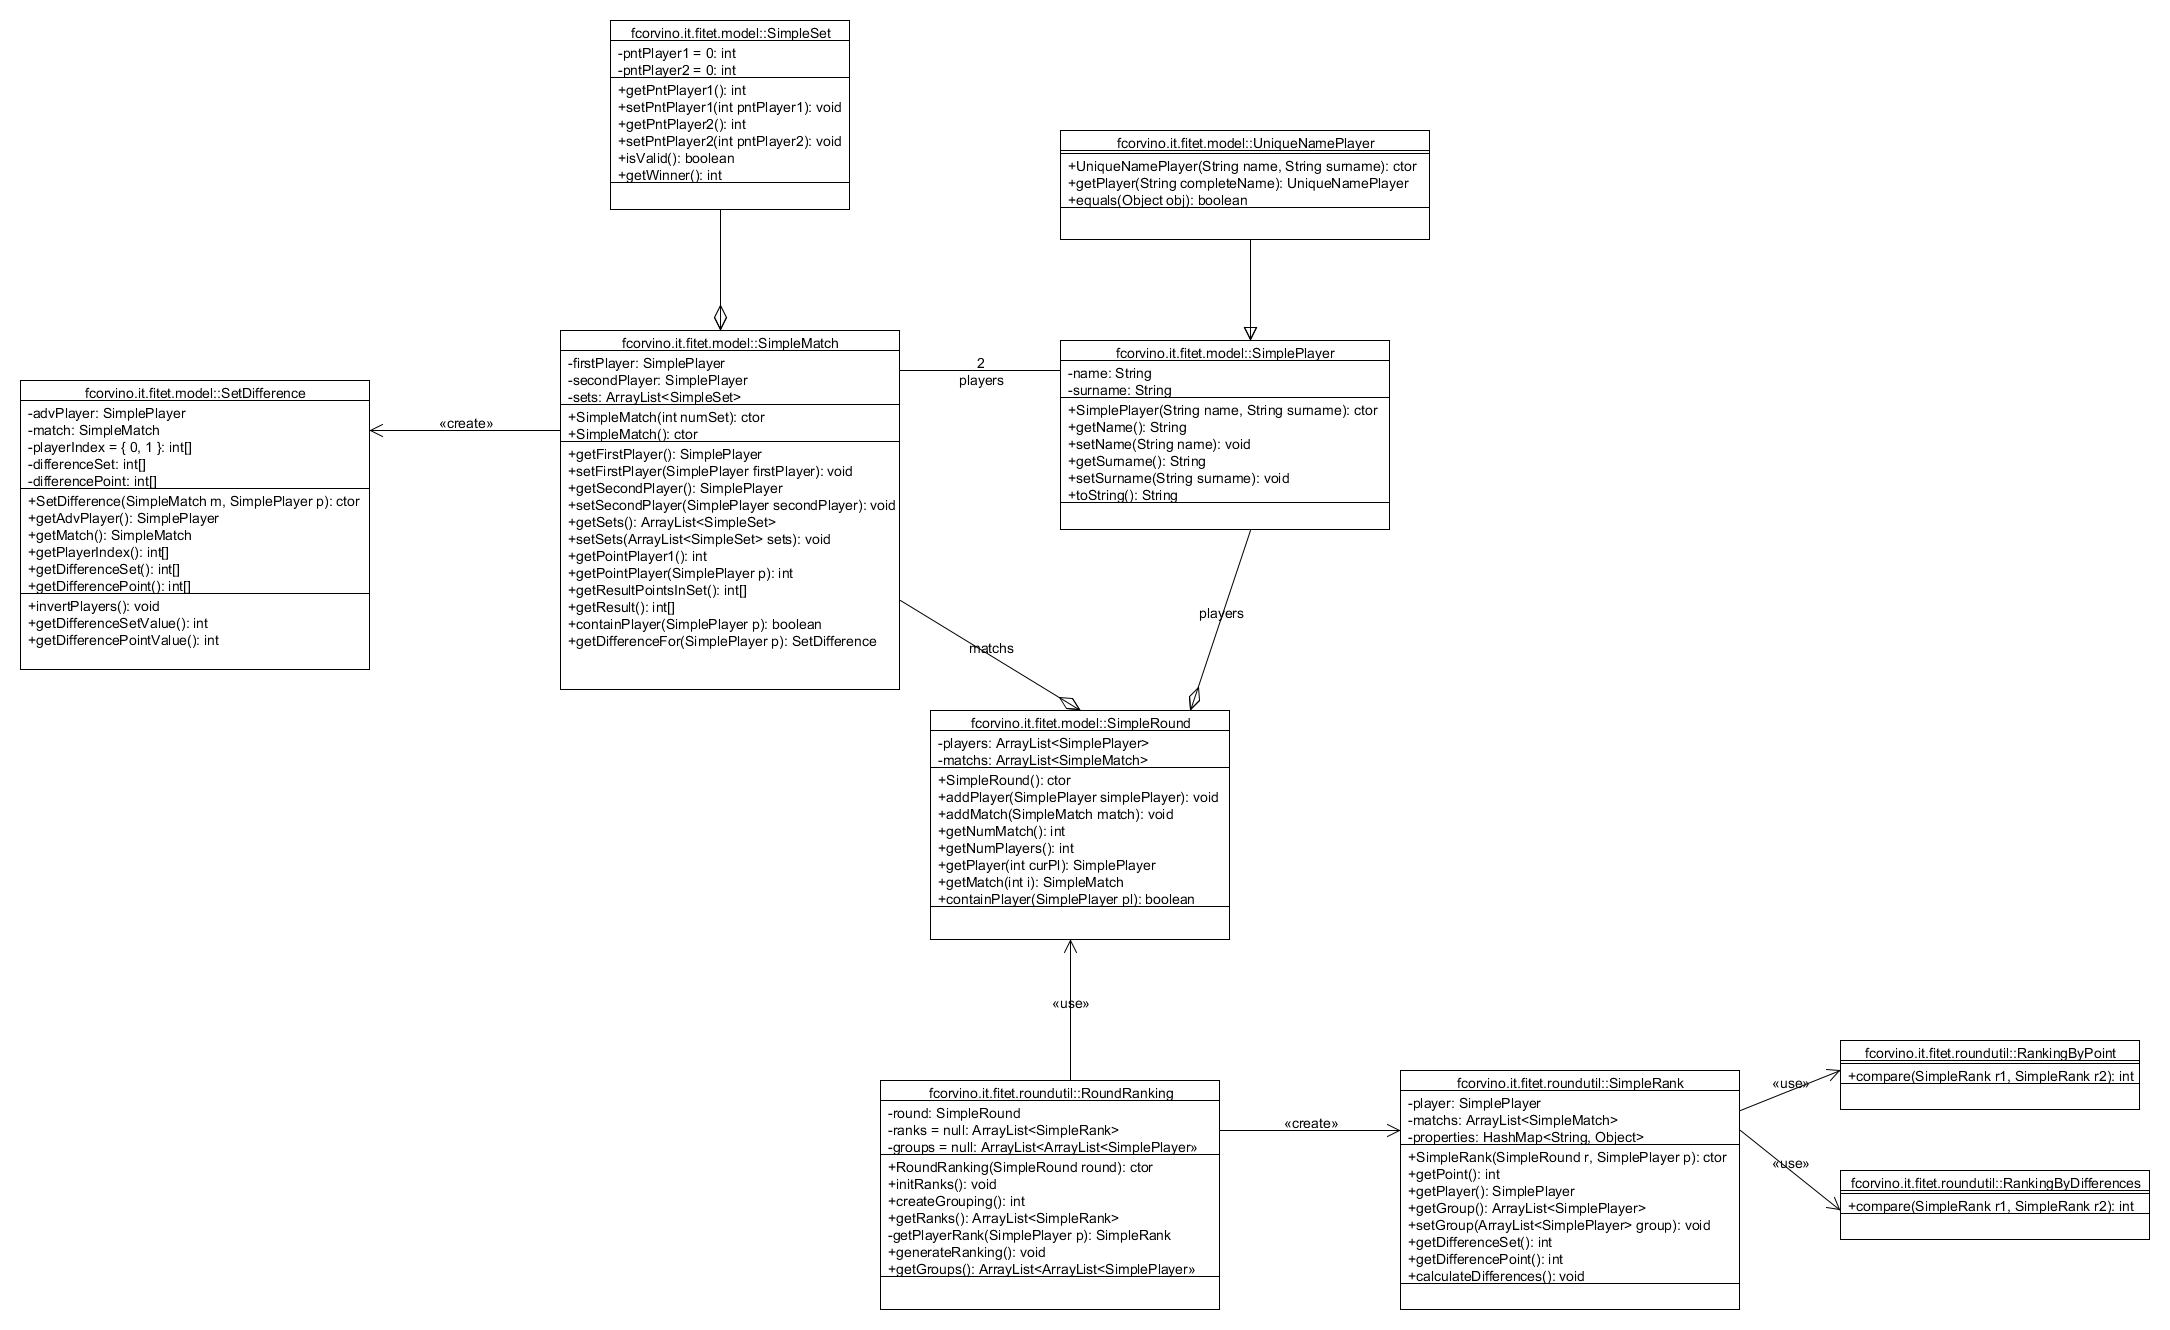 fcorvino.it.fitet.model::SimpleSet
-pntPlayer1 = 0: int
-pntPlayer2 = 0: int
+getPntPlayer1(): int
+setPntPlayer1(int pntPlayer1): void
+getPntPlayer2(): int
+setPntPlayer2(int pntPlayer2): void
+isValid(): boolean
+getWinner(): int
fcorvino.it.fitet.model::UniqueNamePlayer
+UniqueNamePlayer(String name, String surname): ctor
+getPlayer(String completeName): UniqueNamePlayer
+equals(Object obj): boolean
fcorvino.it.fitet.model::SetDifference
-advPlayer: SimplePlayer
-match: SimpleMatch
-playerIndex = { 0, 1 }: int[]
-differenceSet: int[]
-differencePoint: int[]
+SetDifference(SimpleMatch m, SimplePlayer p): ctor
+getAdvPlayer(): SimplePlayer
+getMatch(): SimpleMatch
+getPlayerIndex(): int[]
+getDifferenceSet(): int[]
+getDifferencePoint(): int[]
+invertPlayers(): void
+getDifferenceSetValue(): int
+getDifferencePointValue(): int
«create»
fcorvino.it.fitet.model::SimpleMatch
-firstPlayer: SimplePlayer
-secondPlayer: SimplePlayer
-sets: ArrayList<SimpleSet>
+SimpleMatch(int numSet): ctor
+SimpleMatch(): ctor
+getFirstPlayer(): SimplePlayer
+setFirstPlayer(SimplePlayer firstPlayer): void
+getSecondPlayer(): SimplePlayer
+setSecondPlayer(SimplePlayer secondPlayer): void
+getSets(): ArrayList<SimpleSet>
+setSets(ArrayList<SimpleSet> sets): void
+getPointPlayer1(): int
+getPointPlayer(SimplePlayer p): int
+getResultPointsInSet(): int[]
+getResult(): int[]
+containPlayer(SimplePlayer p): boolean
+getDifferenceFor(SimplePlayer p): SetDifference
2
players
fcorvino.it.fitet.model::SimplePlayer
-name: String
-surname: String
+SimplePlayer(String name, String surname): ctor
+getName(): String
+setName(String name): void
+getSurname(): String
+setSurname(String surname): void
+toString(): String
players
matchs
fcorvino.it.fitet.model::SimpleRound
-players: ArrayList<SimplePlayer>
-matchs: ArrayList<SimpleMatch>
+SimpleRound(): ctor
+addPlayer(SimplePlayer simplePlayer): void
+addMatch(SimpleMatch match): void
+getNumMatch(): int
+getNumPlayers(): int
+getPlayer(int curPl): SimplePlayer
+getMatch(int i): SimpleMatch
+containPlayer(SimplePlayer pl): boolean
«use»
fcorvino.it.fitet.roundutil::RoundRanking
-round: SimpleRound
-ranks = null: ArrayList<SimpleRank>
-groups = null: ArrayList<ArrayList<SimplePlayer»
+RoundRanking(SimpleRound round): ctor
+initRanks(): void
+createGrouping(): int
+getRanks(): ArrayList<SimpleRank>
-getPlayerRank(SimplePlayer p): SimpleRank
+generateRanking(): void
+getGroups(): ArrayList<ArrayList<SimplePlayer»
«create»
fcorvino.it.fitet.roundutil::SimpleRank
-player: SimplePlayer
-matchs: ArrayList<SimpleMatch>
-properties: HashMap<String, Object>
+SimpleRank(SimpleRound r, SimplePlayer p): ctor
+getPoint(): int
+getPlayer(): SimplePlayer
+getGroup(): ArrayList<SimplePlayer>
+setGroup(ArrayList<SimplePlayer> group): void
+getDifferenceSet(): int
+getDifferencePoint(): int
+calculateDifferences(): void
«use»
fcorvino.it.fitet.roundutil::RankingByPoint
+compare(SimpleRank r1, SimpleRank r2): int
«use»
fcorvino.it.fitet.roundutil::RankingByDifferences
+compare(SimpleRank r1, SimpleRank r2): int